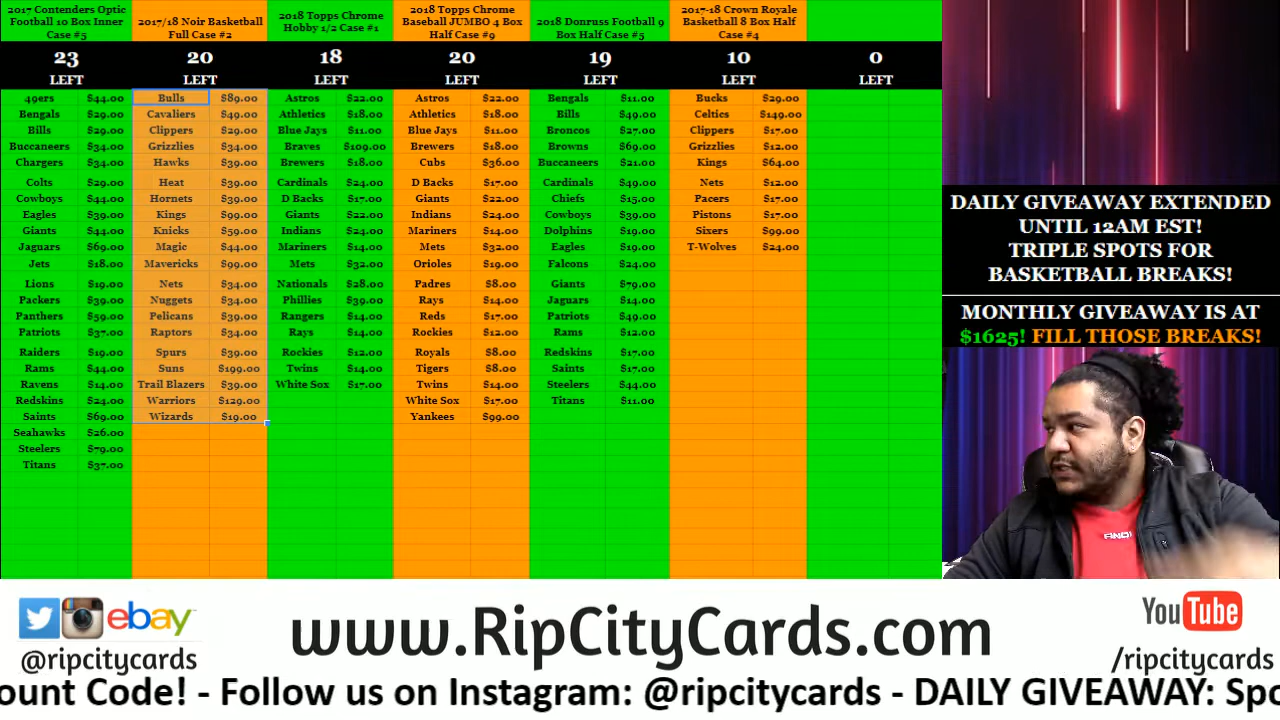 2017 Contenders Optic
Football 10 Box Inner
Case #5
23
LEFT
49ers $44.00
Bengals $29.00
Bills $29.00
Buccaneers $34.00
Chargers $34.00
Colts $29.00
Cowboys $44.00
Eagles $39.00
Giants $44.00
Jaguars $69.00
Jets $18.00
Lions $19.00
Packers $39.00
Panthers $59.00
Patriots $37.00
Raiders $19.00
Rams $44.00
Ravens $14.00
Redskins $24.00
Saints $69.00
Seahawks $26.00
Steelers $79.00
Titans $37.00
2017/18 Noir Basketball
Full Case #2
20
LEFT
Bulls $89.00
Cavaliers $49.00
Clippers $29.00
Grizzlies $34.00
Hawks $39.00
Heat $39.00
Hornets $39.00
Kings $99.00
Knicks $59.00
Magic $44.00
Mavericks $99.00
Nets $34.00
Nuggets $34.00
Pelicans $39.00
Raptors $34.00
Spurs $39.00
Suns $199.00
Trail Blazers $39.00
Warriors $129.00
Wizards $19.00
2018 Topps Chrome
Hobby 1/2 Case #1
18
LEFT
Astros $22.00
Athletics $18.00
Blue Jays $11.00
Braves $109.00
Brewers $18.00
Cardinals $24.00
D Backs $17.00
Giants $22.00
Indians $24.00
Mariners $14.00
Mets $32.00
Nationals $28.00
Phillies $39.00
Rangers $14.00
Rays $14.00
Rockies $12.00
Twins $14.00
White Sox $17.00
2018 Topps Chrome
Baseball JUMBO 4 Box
Half Case #9
20
LEFT
Astros $22.00
Athletics $18.00
Blue Jays $11.00
Brewers $18.00
Cubs $36.00
D Backs $17.00
Giants $22.00
Indians $24.00
Mariners $14.00
Mets $32.00
Orioles $19.00
Padres $8.00
Rays $14.00
Reds $17.00
Rockies $12.00
Royals $8.00
Tigers $8.00
Twins $14.00
White Sox $17.00
Yankees $99.00
2018 Donruss Football 9
Box Half Case #5
19
LEFT
Bengals $11.00
Bills $49.00
Broncos $27.00
Browns $69.00
Buccaneers $21.00
Cardinals $49.00
Chiefs $15.00
Cowboys $39.00
Dolphins $19.00
Eagles $19.00
Falcons $24.00
Giants $79.00
Jaguars $14.00
Patriots $49.00
Rams $12.00
Redskins $17.00
Saints $17.00
Steelers $44.00
Titans $11.00
2017-18 Crown Royale
Basketball 8 Box Half
Case #4
10
LEFT
Bucks $29.00
Celtics $149.00
Clippers $17.00
Grizzlies $12.00
Kings $64.00
Nets $12.00
Pacers $17.00
Pistons $17.00
Sixers $99.00
T-Wolves $24.00
0
LEFT
DAILY GIVEAWAY EXTENDED
UNTIL 12AM EST!
TRIPLE SPOTS FOR
BASKETBALL BREAKS!
MONTHLY GIVEAWAY IS AT
$1625! FILL THOSE BREAKS!
ebay
@ripcitycards
www.RipCityCards.com
YouTube
/ripcitycards
ount Code! - Follow us on Instagram: @ripcitycards - DAILY GIVEAWAY: Spo